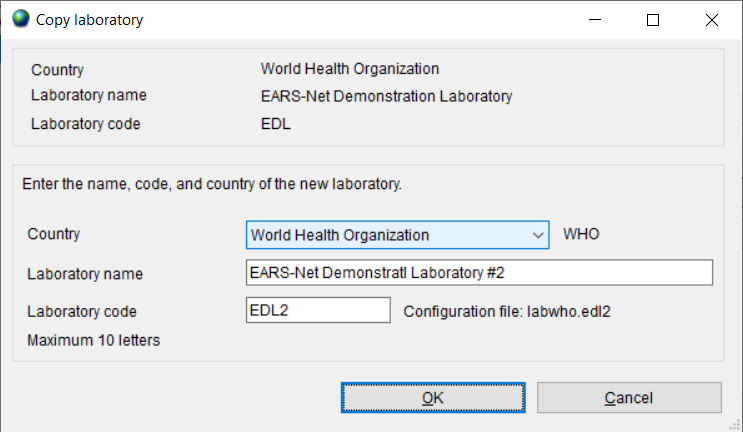 Copy laboratory
Country World Health Organization
Laboratory name EARS-Net Demonstration Laboratory
Laboratory code EDL
Enter the name, code, and country of the new laboratory.
Country World Health Organization WHO
Laboratory name EARS-Net Demonstratl Laboratory #2
Laboratory code EDL2 Configuration file: labwho.edl2
Maximum 10 letters
OK Cancel